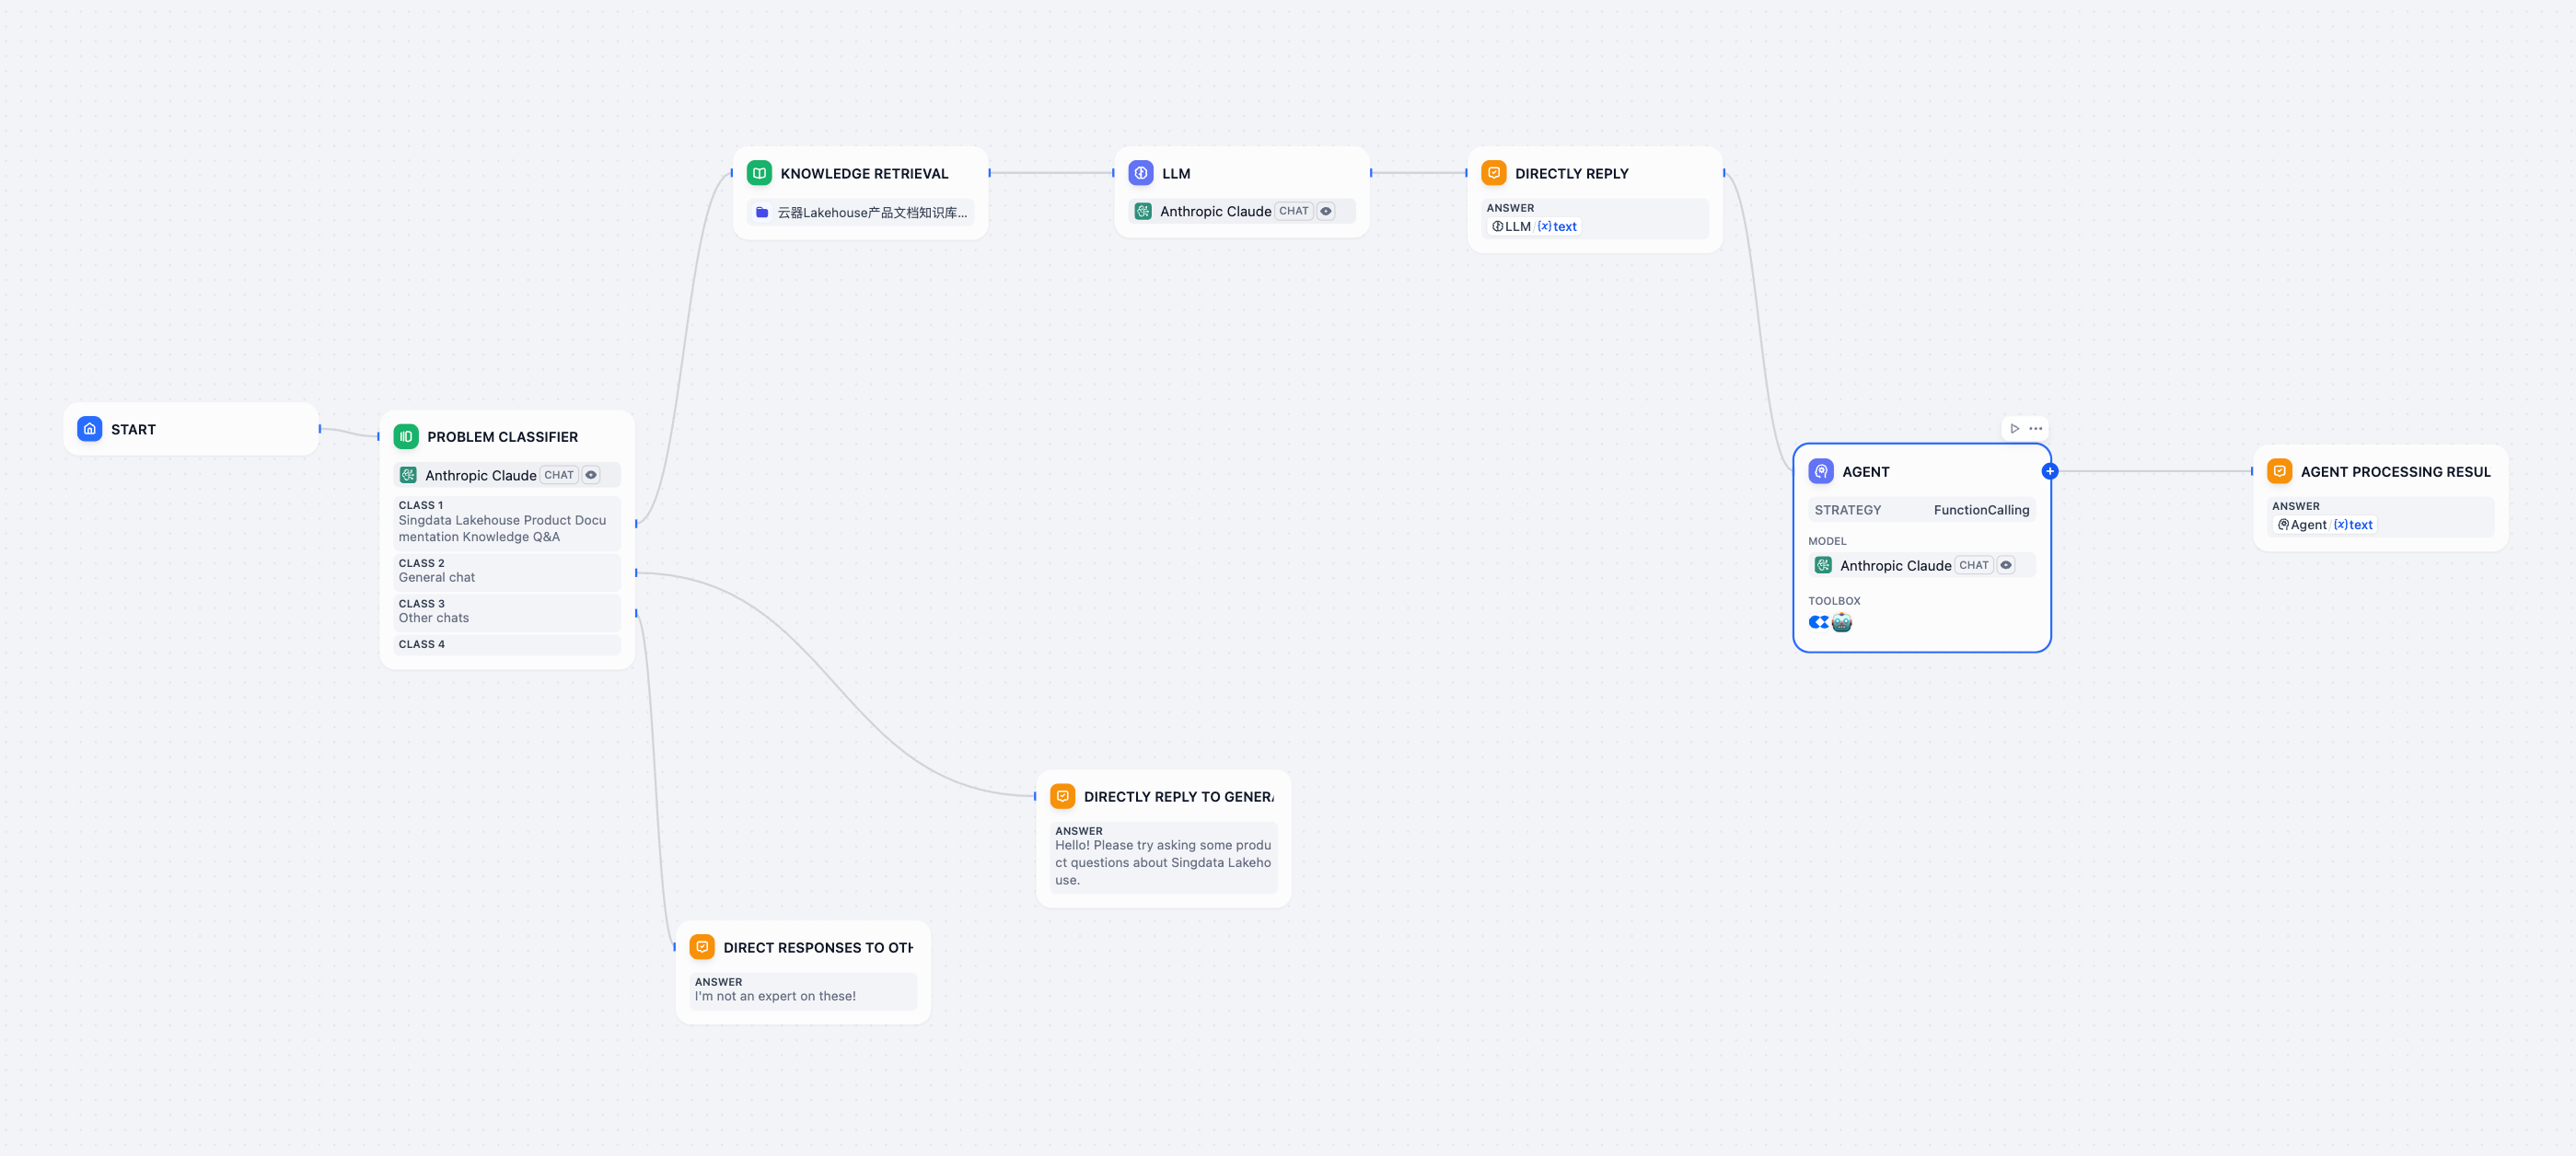 START
PROBLEM CLASSIFIER
Anthropic Claude CHAT
CLASS 1
Singdata Lakehouse Product Docu
mentation Knowledge Q&A
CLASS 2
General chat
CLASS 3
Other chats
CLASS 4
KNOWLEDGE RETRIEVAL
云器Lakehouse产品文档知识库...
LLM
Anthropic Claude CHAT
DIRECTLY REPLY
ANSWER
LLM / {x} text
AGENT
STRATEGY FunctionCalling
MODEL
Anthropic Claude CHAT
TOOLBOX
AGENT PROCESSING RESUL
ANSWER
Agent / {x} text
DIRECTLY REPLY TO GENERA
ANSWER
Hello! Please try asking some produ
ct questions about Singdata Lakeho
use.
DIRECT RESPONSES TO OTH
ANSWER
I'm not an expert on these!